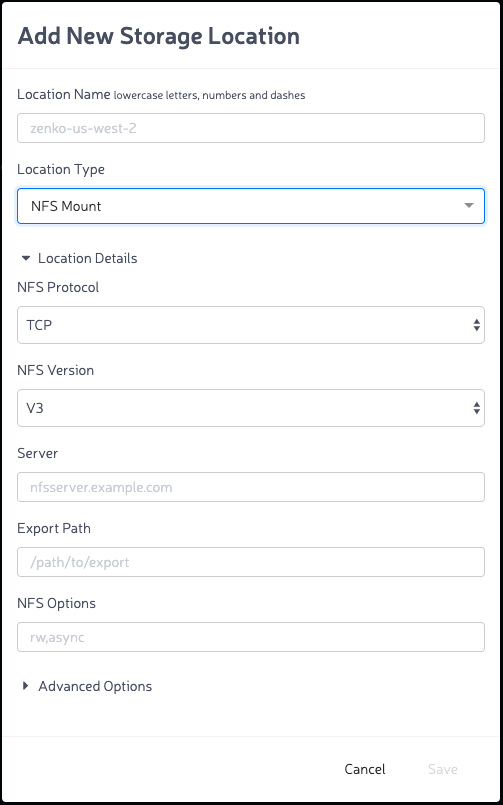 Add New Storage Location
Location Name lowercase letters, numbers and dashes
zenko-us-west-2
Location Type
NFS Mount
Location Details
NFS Protocol
TCP
NFS Version
V3
Server
nfsserver.example.com
Export Path
/path/to/export
NFS Options
rw,async
Advanced Options
Cancel Save